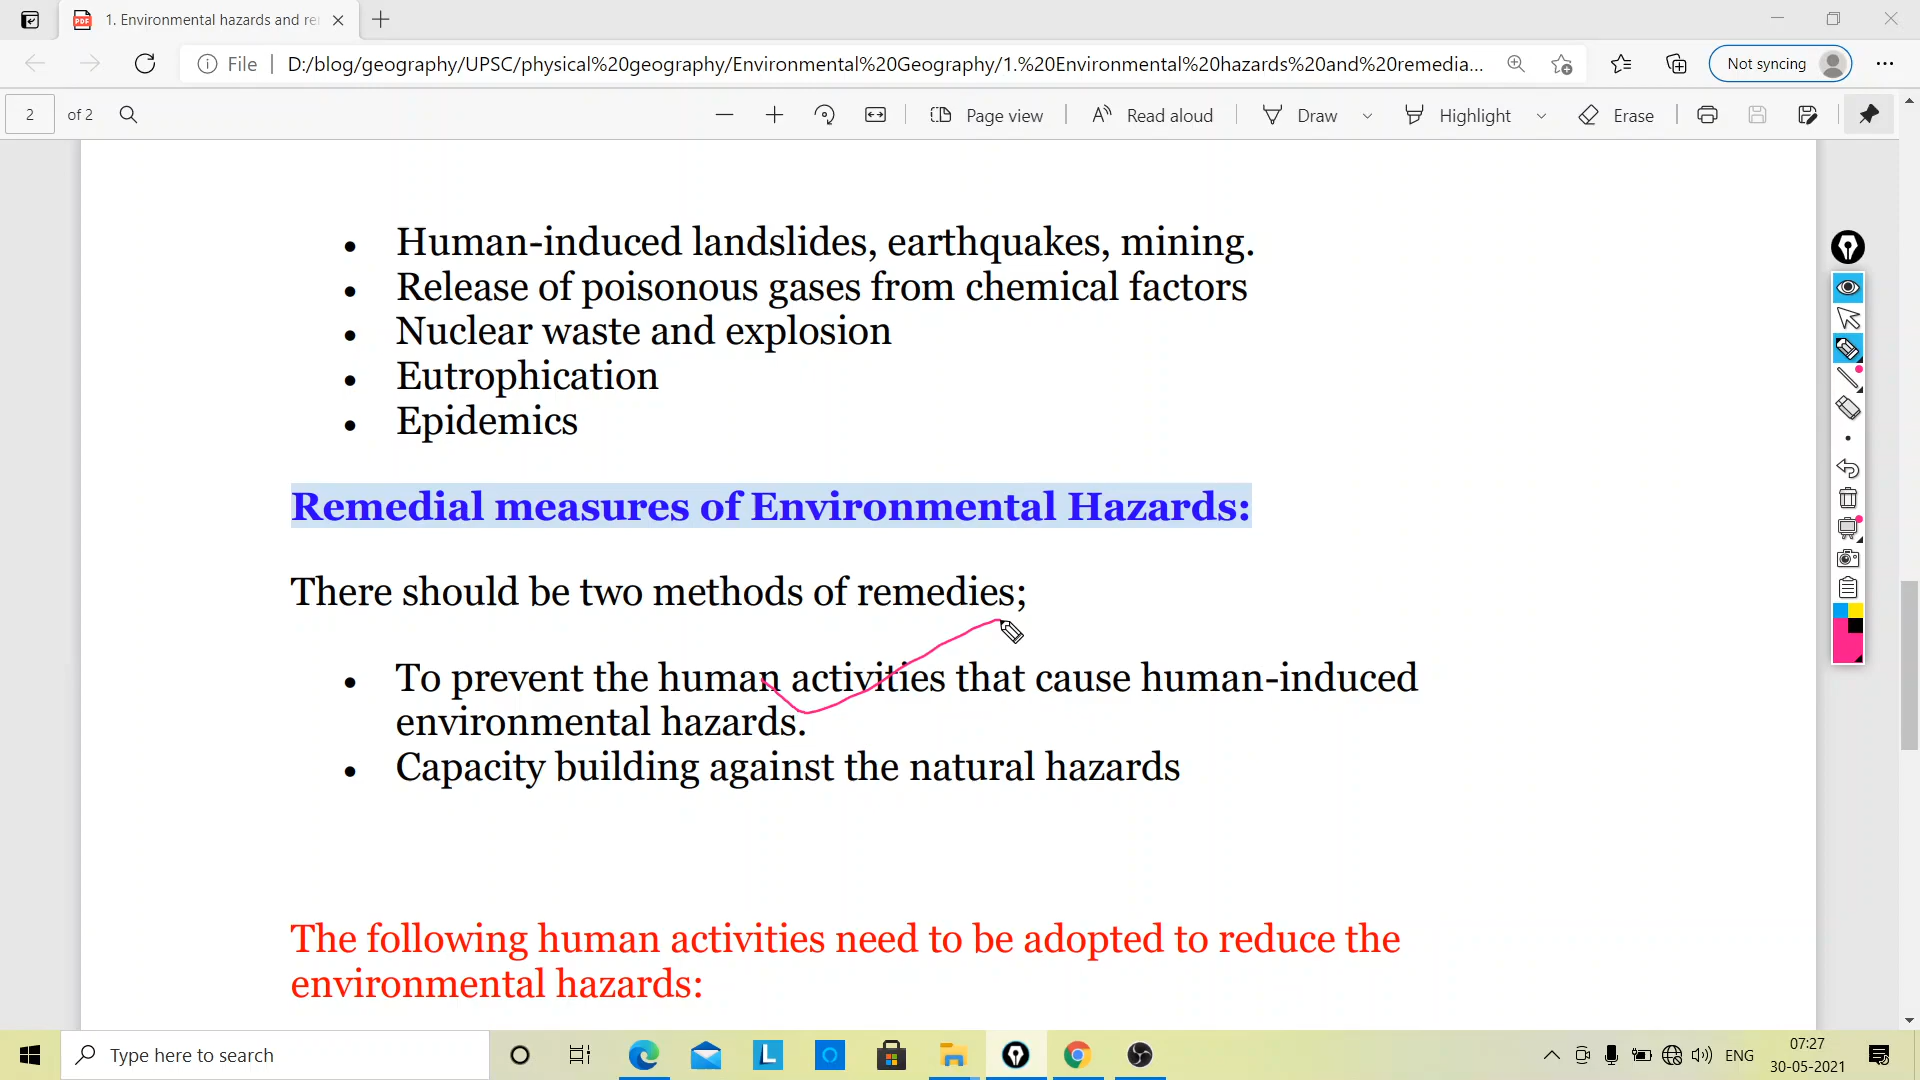 1. Environmental hazards and re
File
D:/blog/geography/UPSC/physical%20geography/Environmental%20Geography/1.%20Environmental%20hazards%20and%20remedia...
Not syncing
2 of 2
Page view
Read aloud
Draw
Highlight
Erase
Human-induced landslides, earthquakes, mining.
Release of poisonous gases from chemical factors
Nuclear waste and explosion
Eutrophication
Epidemics
Remedial measures of Environmental Hazards:
There should be two methods of remedies;
To prevent the human activities that cause human-induced
environmental hazards.
Capacity building against the natural hazards
The following human activities need to be adopted to reduce the
environmental hazards:
Type here to search
L
ENG
07:27
30-05-2021